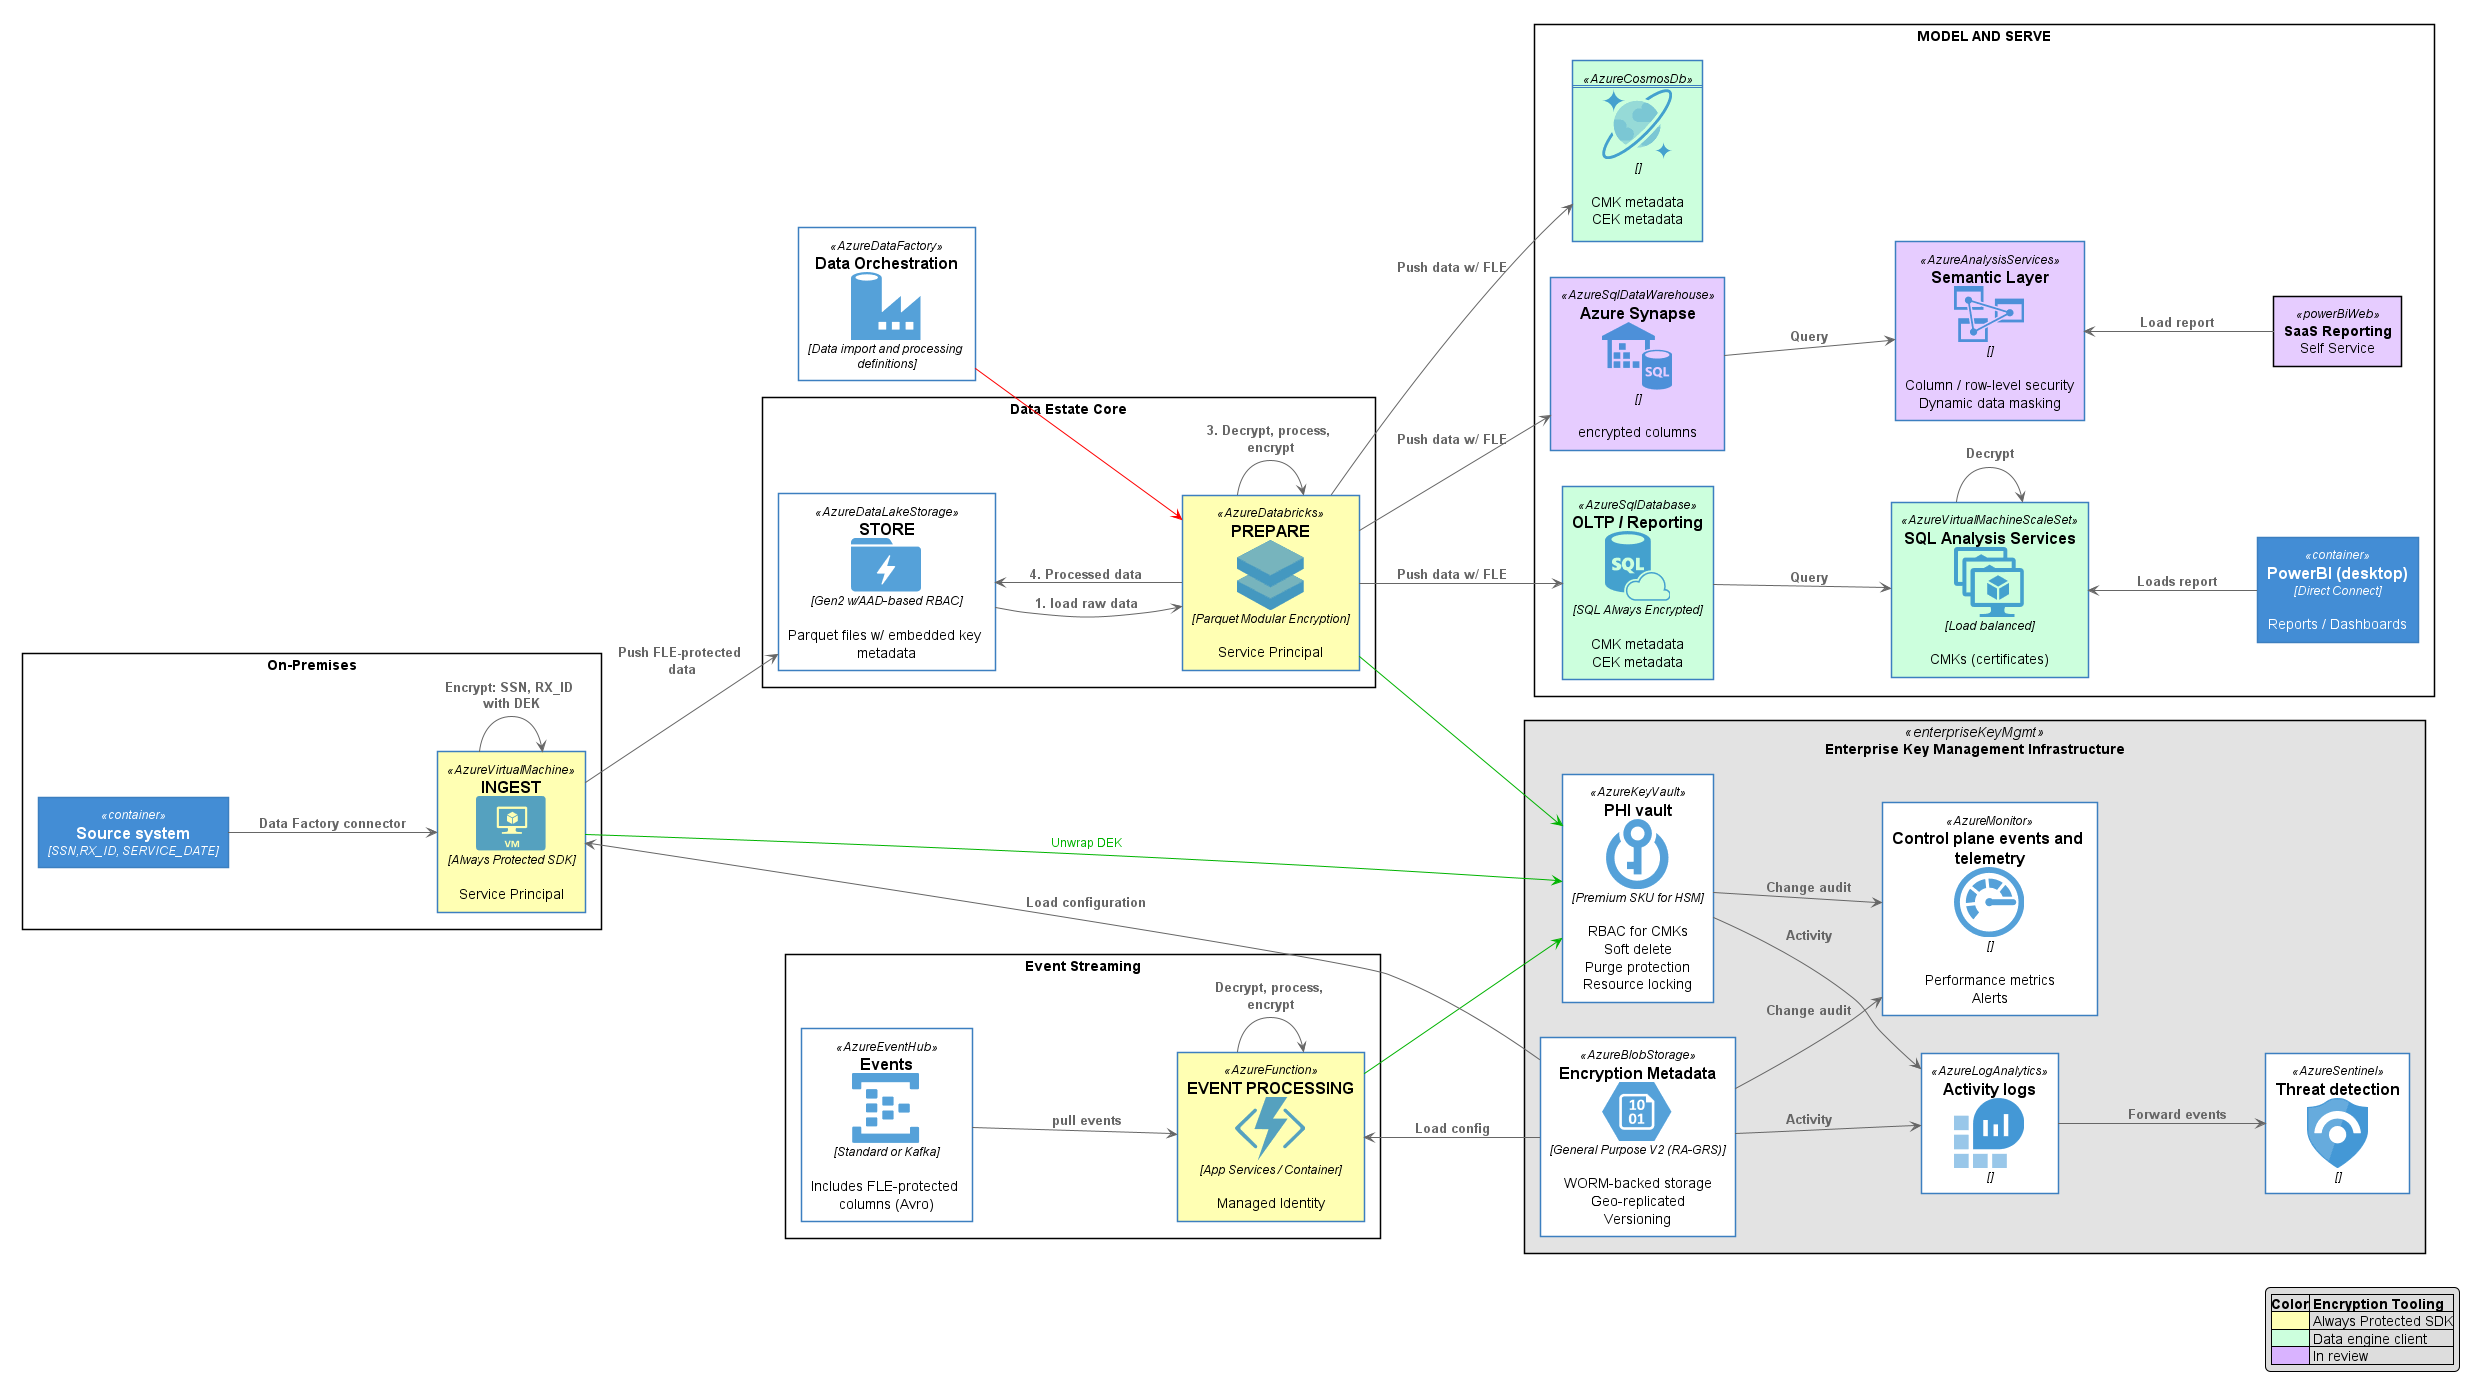 MODEL AND SERVE
«AzureCosmosDb»
[]
CMK metadata
CEK metadata
Push data w/ FLE
«AzureDataFactory»
Data Orchestration
[Data import and processing
definitions]
«AzureSqlDataWarehouse»
Azure Synapse
SQL
[]
encrypted columns
Query
«AzureAnalysisServices»
Semantic Layer
[]
Column / row-level security
Dynamic data masking
Load report
«powerBiWeb»
SaaS Reporting
Self Service
Data Estate Core
3. Decrypt, process,
encrypt
Push data w/ FLE
«AzureDataLakeStorage»
STORE
[Gen2 w/AAD-based RBAC]
Parquet files w/ embedded key
metadata
4. Processed data
1. load raw data
«AzureDatabricks»
PREPARE
[Parquet Modular Encryption]
Service Principal
Push data w/ FLE
«AzureSqlDatabase»
OLTP / Reporting
SQL
[SQL Always Encrypted]
CMK metadata
CEK metadata
Query
Decrypt
«AzureVirtualMachineScaleSet»
SQL Analysis Services
[Load balanced]
CMKs (certificates)
Loads report
«container»
PowerBI (desktop)
[Direct Connect]
Reports / Dashboards
Push FLE-protected
data
On-Premises
Encrypt: SSN, RX_ID
with DEK
«container»
Source system
[SSN,RX_ID, SERVICE_DATE]
Data Factory connector
«AzureVirtualMachine»
INGEST
VM
[Always Protected SDK]
Service Principal
Unwrap DEK
Load configuration
«enterpriseKeyMgmt»
Enterprise Key Management Infrastructure
«AzureKeyVault»
PHI vault
[Premium SKU for HSM]
RBAC for CMKs
Soft delete
Purge protection
Resource locking
Change audit
Activity
«AzureMonitor»
Control plane events and
telemetry
[]
Performance metrics
Alerts
Event Streaming
Decrypt, process,
encrypt
«AzureEventHub»
Events
[Standard or Kafka]
Includes FLE-protected
columns (Avro)
pull events
«AzureFunction»
EVENT PROCESSING
[App Services / Container]
Managed Identity
Load config
«AzureBlobStorage»
Encryption Metadata
10
01
[General Purpose V2 (RA-GRS)]
WORM-backed storage
Geo-replicated
Versioning
Change audit
Activity
«AzureLogAnalytics»
Activity logs
[]
Forward events
«AzureSentinel»
Threat detection
[]
Color Encryption Tooling
Always Protected SDK
Data engine client
In review